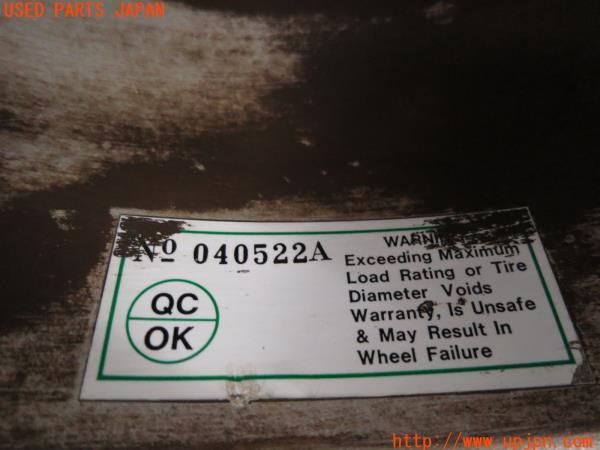 USED PARTS JAPAN
No 040522A
QC
OK
WARNI
Exceeding Maximum
Load Rating or Tire
Diameter Voids
Warranty, Is Unsafe
& May Result In
Wheel Failure
http://www.upjpn.com